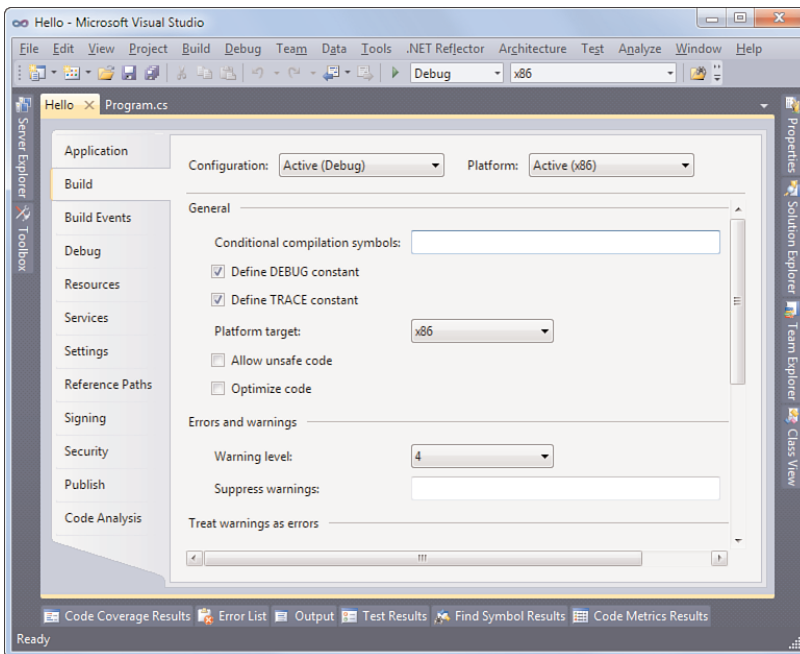 Hello - Microsoft Visual Studio
File Edit View Project Build Debug Team Data Tools .NET Reflector Architecture Test Analyze Window Help
Debug x86
Hello Program.cs
Server Explorer
Toolbox
Application
Build
Build Events
Debug
Resources
Services
Settings
Reference Paths
Signing
Security
Publish
Code Analysis
Configuration: Active (Debug) Platform: Active (x86)
General
Conditional compilation symbols:
Define DEBUG constant
Define TRACE constant
Platform target: x86
Allow unsafe code
Optimize code
Errors and warnings
Warning level: 4
Suppress warnings:
Treat warnings as errors
Properties
Solution Explorer
Team Explorer
Class View
Code Coverage Results Error List Output Test Results Find Symbol Results Code Metrics Results
Ready